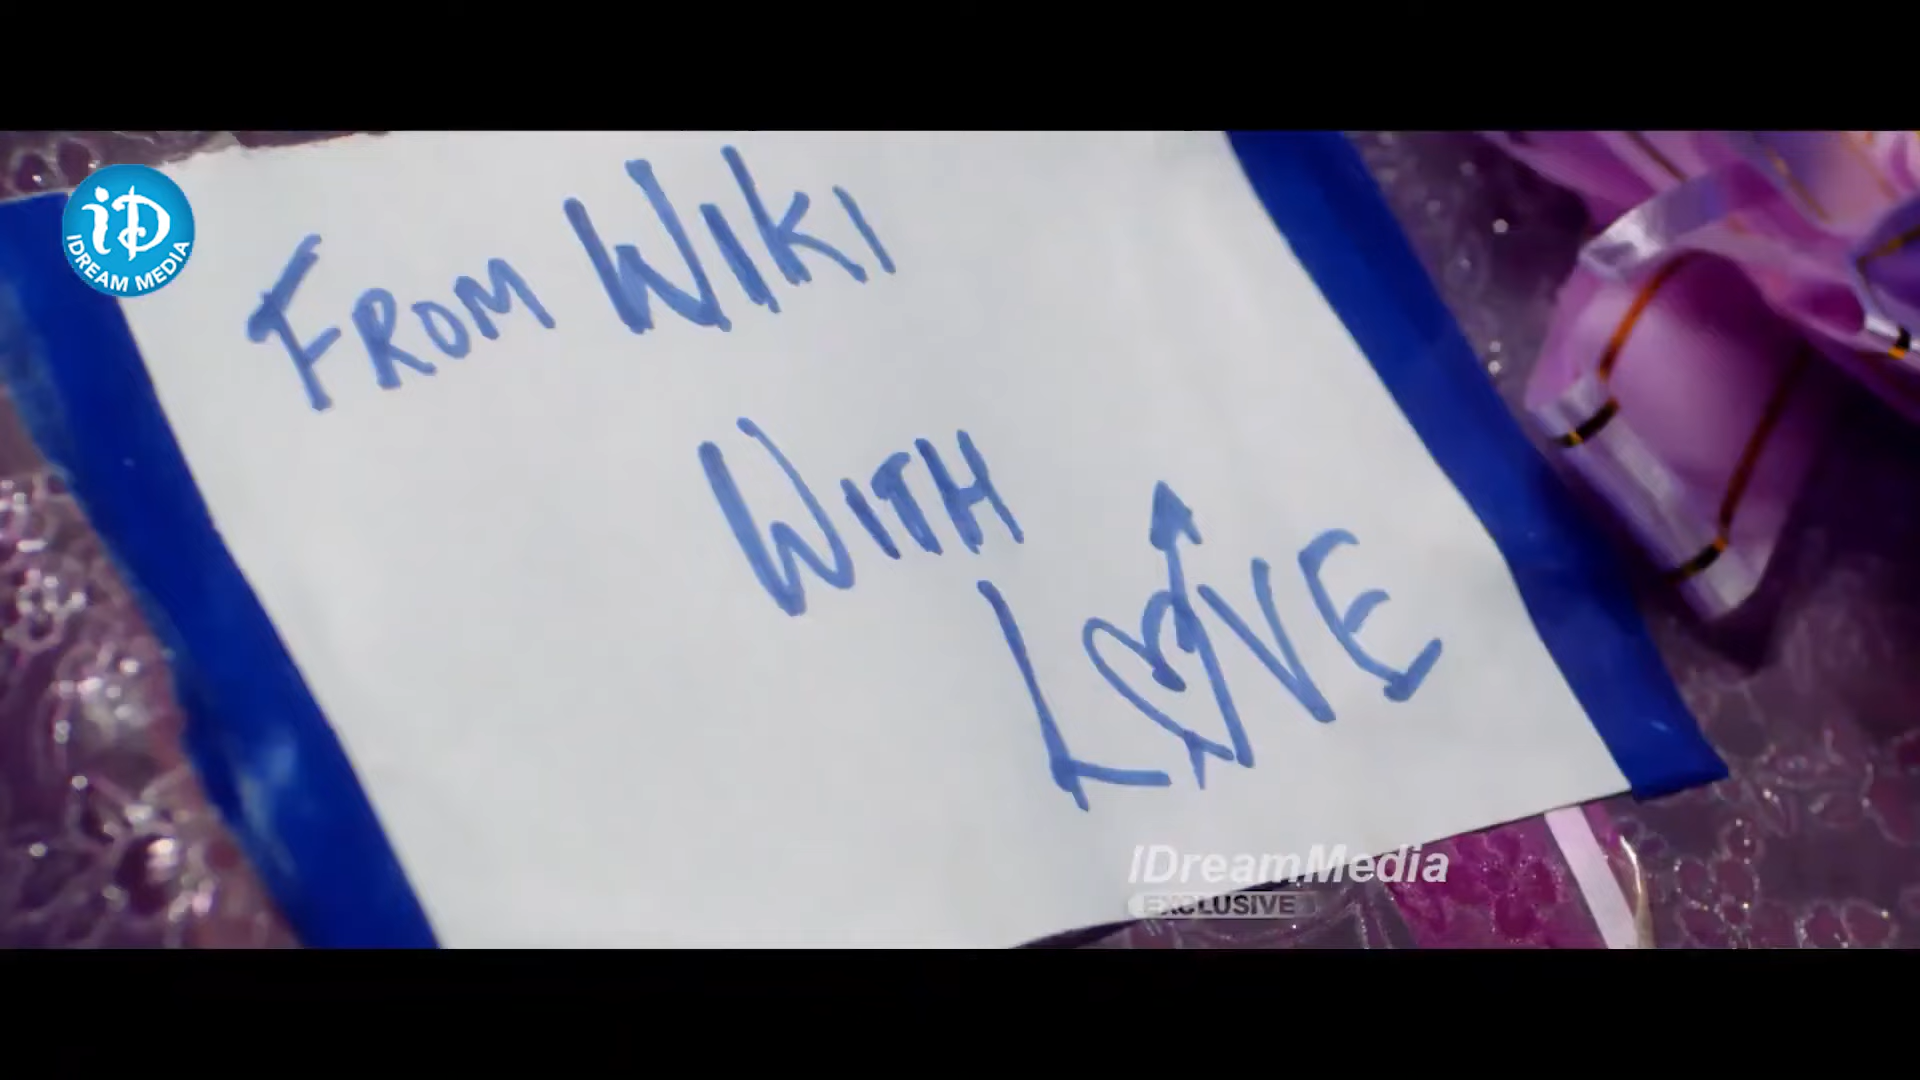 iD
IDREAM MEDIA
FROM WIKI
WITH
LOVE
IDreamMedia
EXCLUSIVE